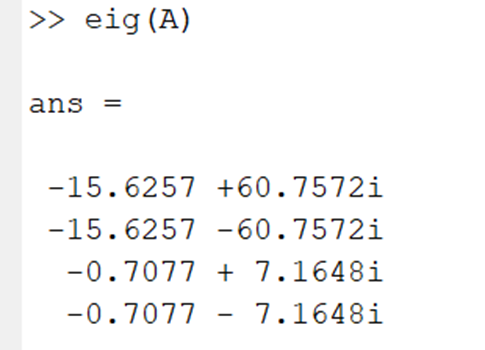 >> eig(A)
ans =
-15.6257 +60.7572i
-15.6257 -60.7572i
-0.7077 + 7.1648i
-0.7077 - 7.1648i